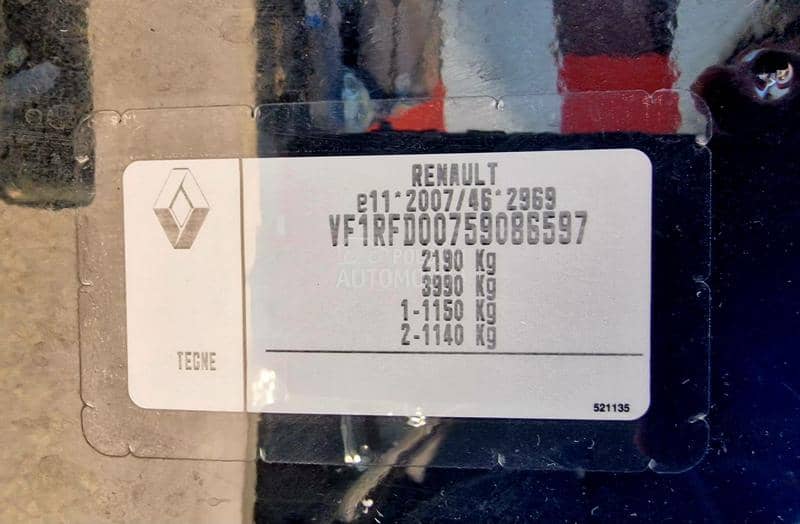 RENAULT
e11*2007/46*2969
VF1RFD00759086597
2190 Kg
3990 Kg
1-1150 Kg
2-1140 Kg
TEGNE
521135